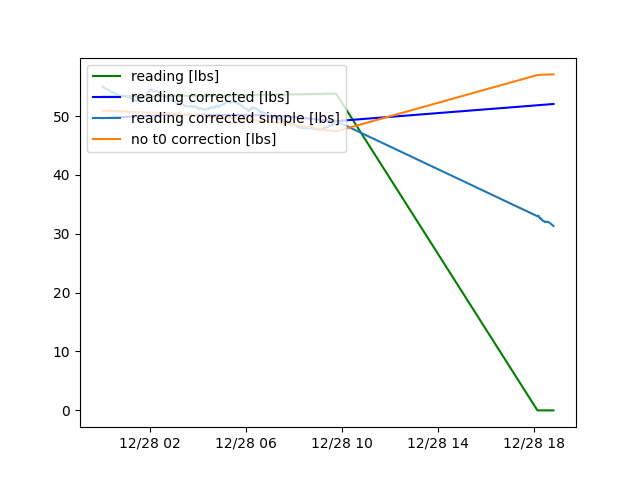 reading [lbs]
reading corrected [lbs]
reading corrected simple [lbs]
no t0 correction [lbs]
50
40
30
20
10
0
12/28 02 12/28 06 12/28 10 12/28 14 12/28 18